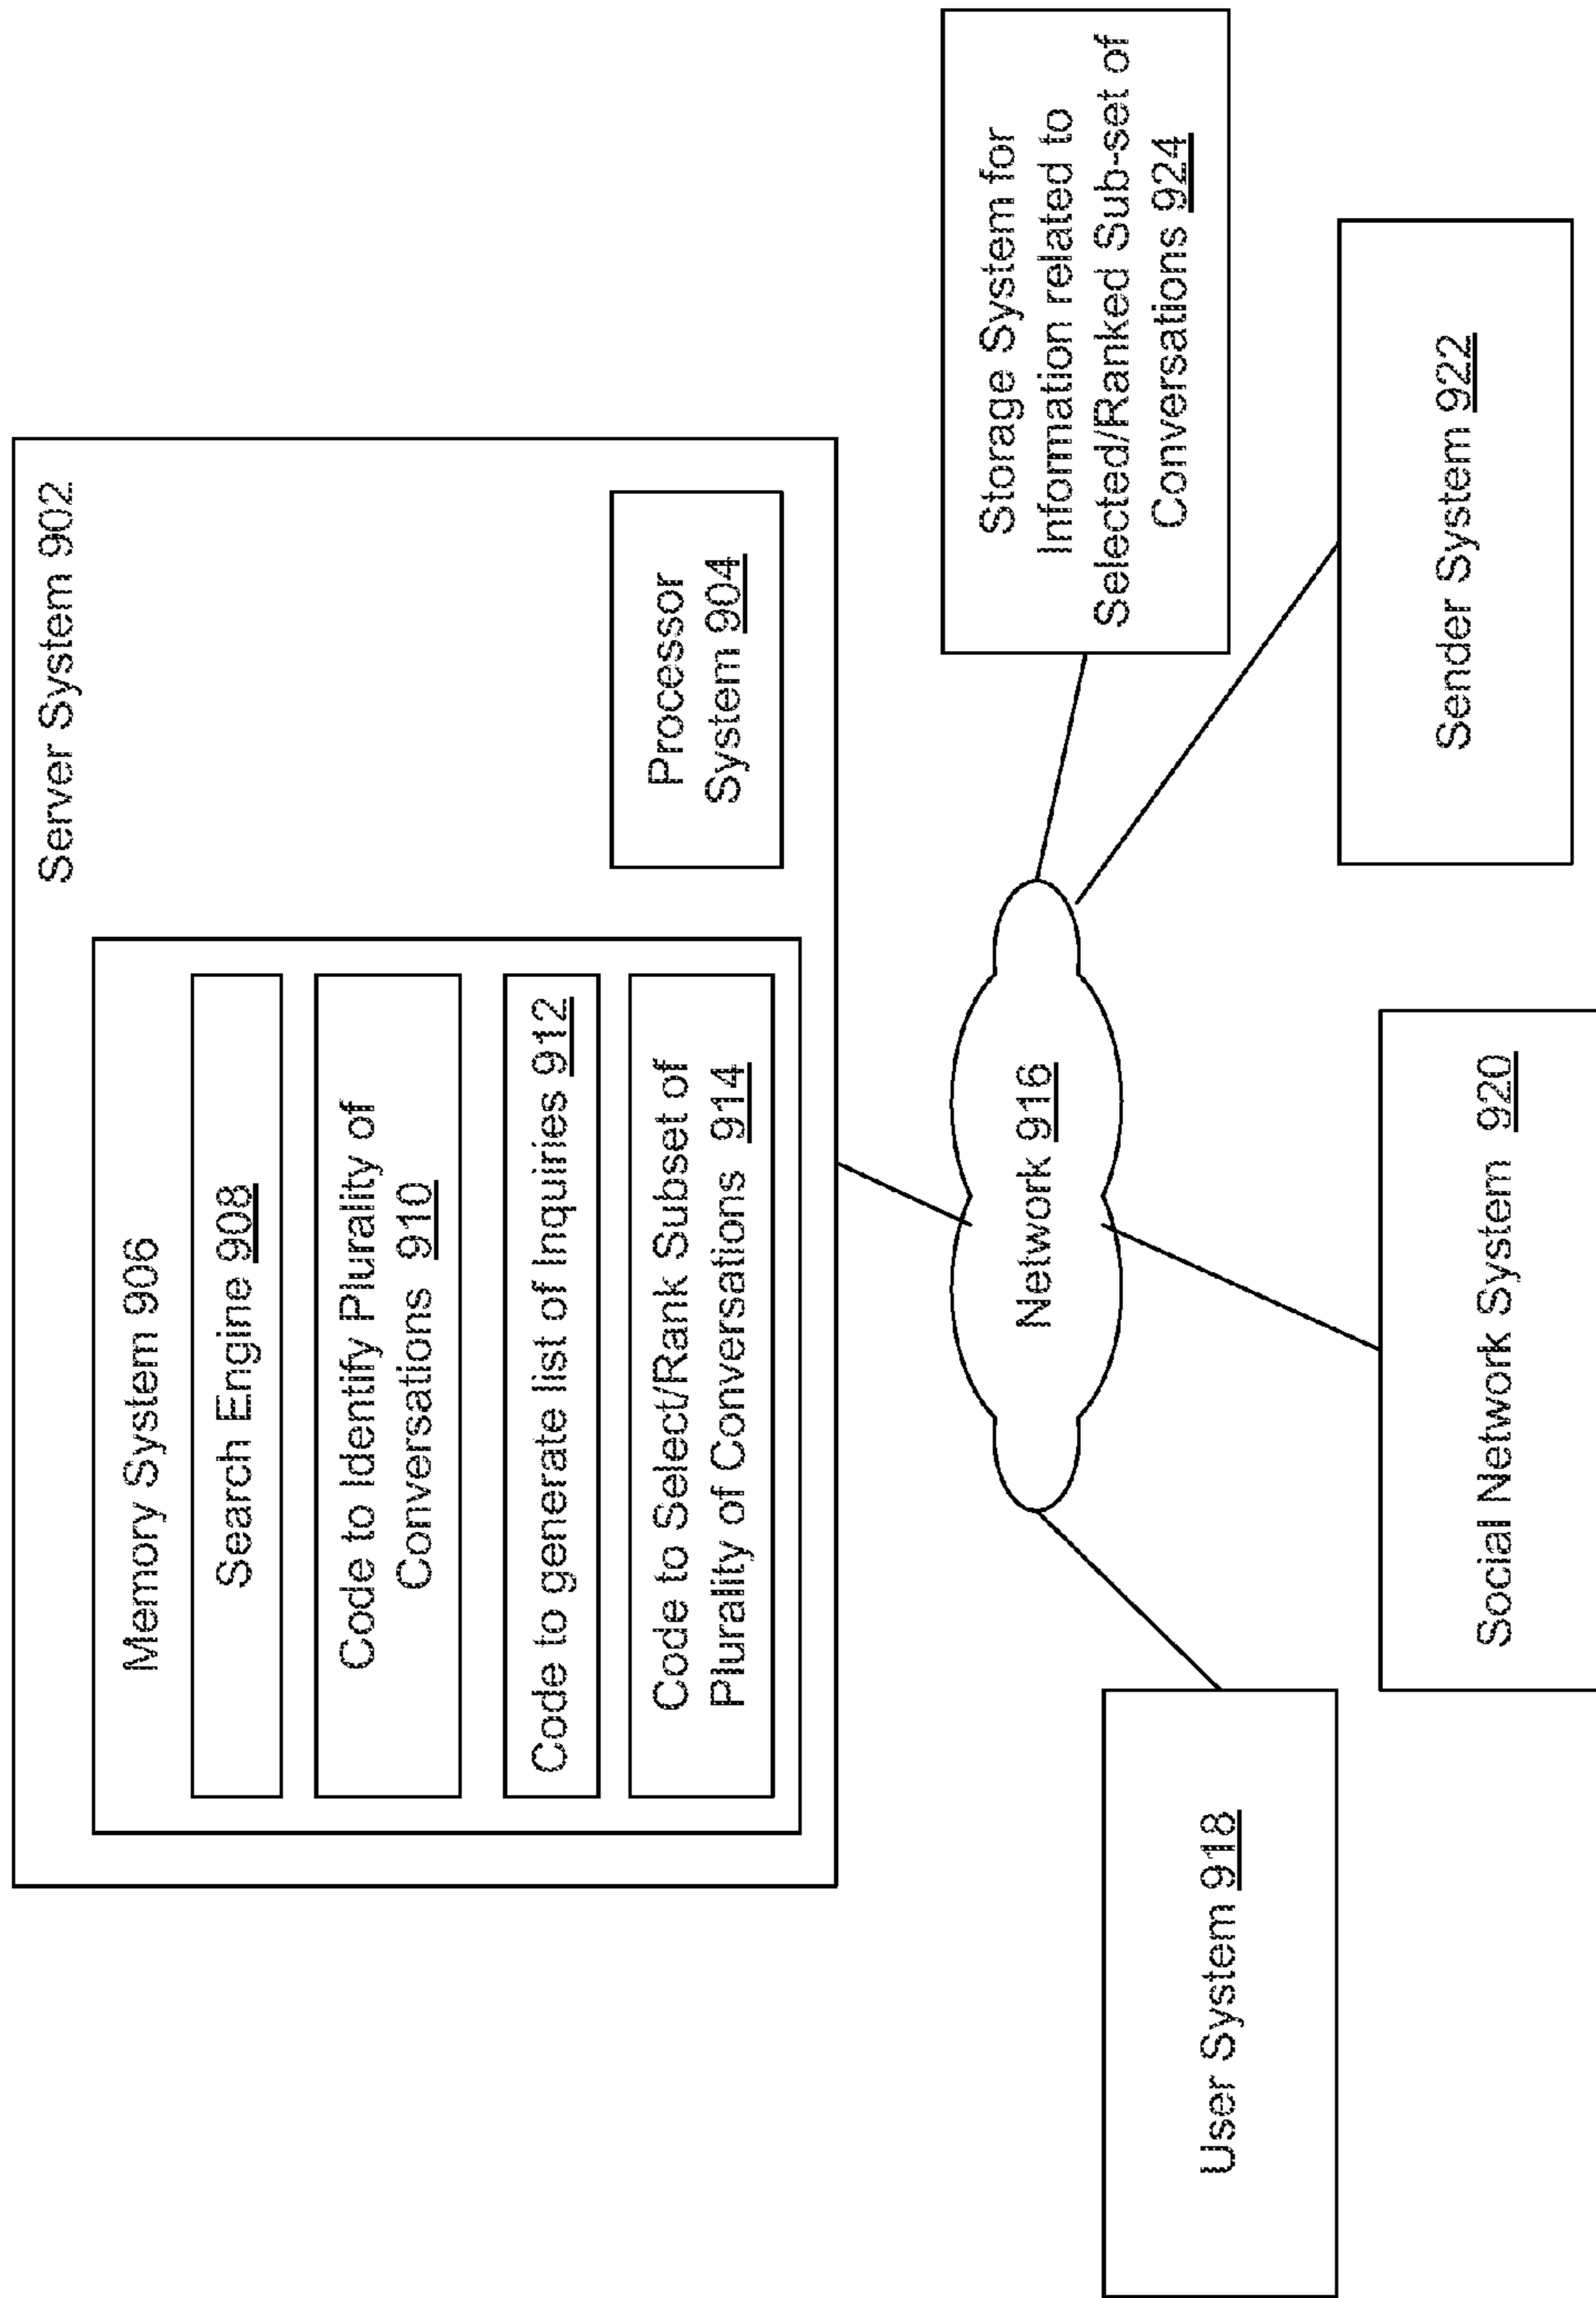 Server System 902
Memory System 906
Search Engine 908
Code to Identify Plurality of
Conversations 910
Code to generate list of Inquiries 912
Code to Select/Rank Subset of
Plurality of Conversations 914
Processor
System 904
Network 916
User System 918
Social Network System 920
Sender System 922
Storage System for
Information related to
Selected/Ranked Sub-set of
Conversations 924